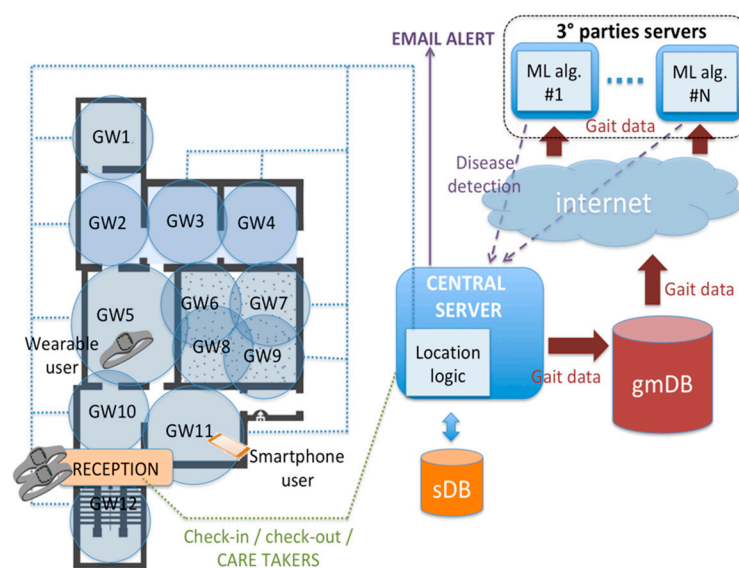 3° parties servers
EMAIL ALERT
ML alg.
#1
ML alg.
#N
Gait data
Disease
detection
internet
GW1
GW2
GW3
GW4
GW5
GW6
GW7
GW8
GW9
Wearable
user
GW10
GW11
Smartphone
user
RECEPTION
GW12
Check-in / check-out /
CARE TAKERS
CENTRAL
SERVER
Location
logic
Gait data
Gait data
gmDB
sDB